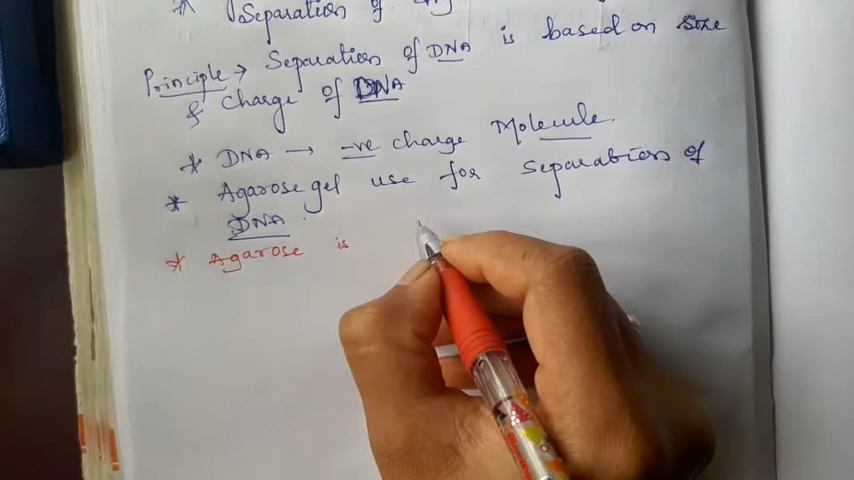 * Separation of
Principle → Separation of DNA is based on Size
& Charge of DNA
* DNA → -ve charge Molecule.
* Agarose gel use for Separation of
DNA
* Agarose is